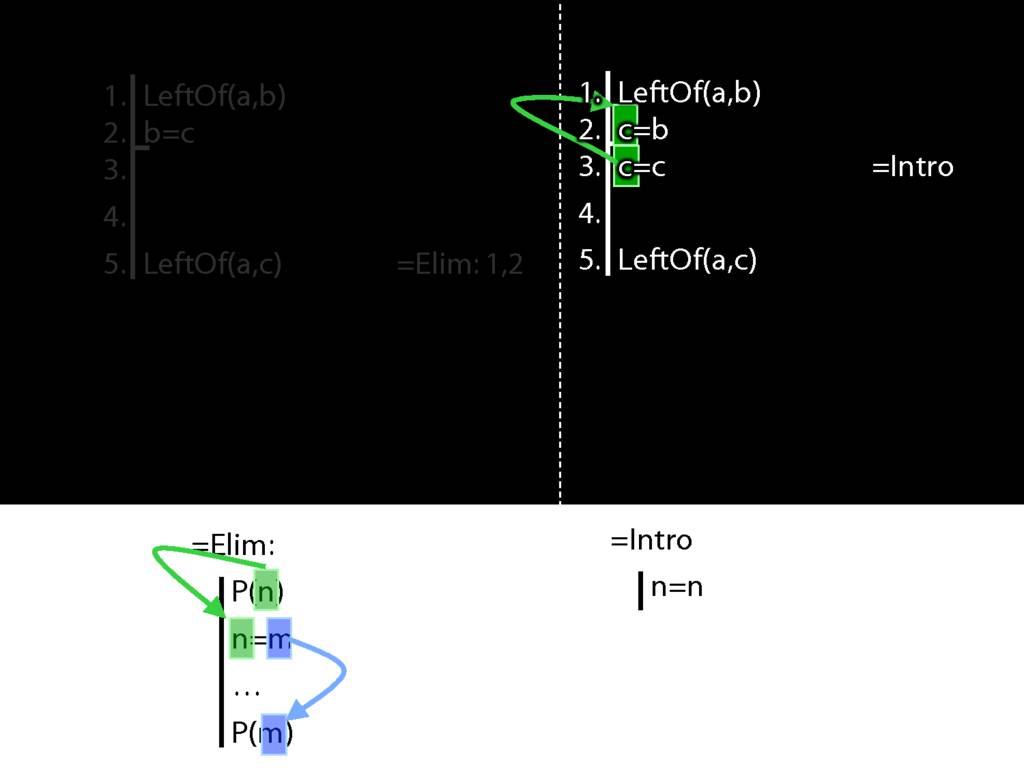 1. LeftOf(a,b)
2. b=c
3.
4.
5. LeftOf(a,c) =Elim: 1,2
1. LeftOf(a,b)
2. c=b
3. c=c =Intro
4.
5. LeftOf(a,c)
=Elim:
P(n)
n=m
…
P(m)
=Intro
n=n